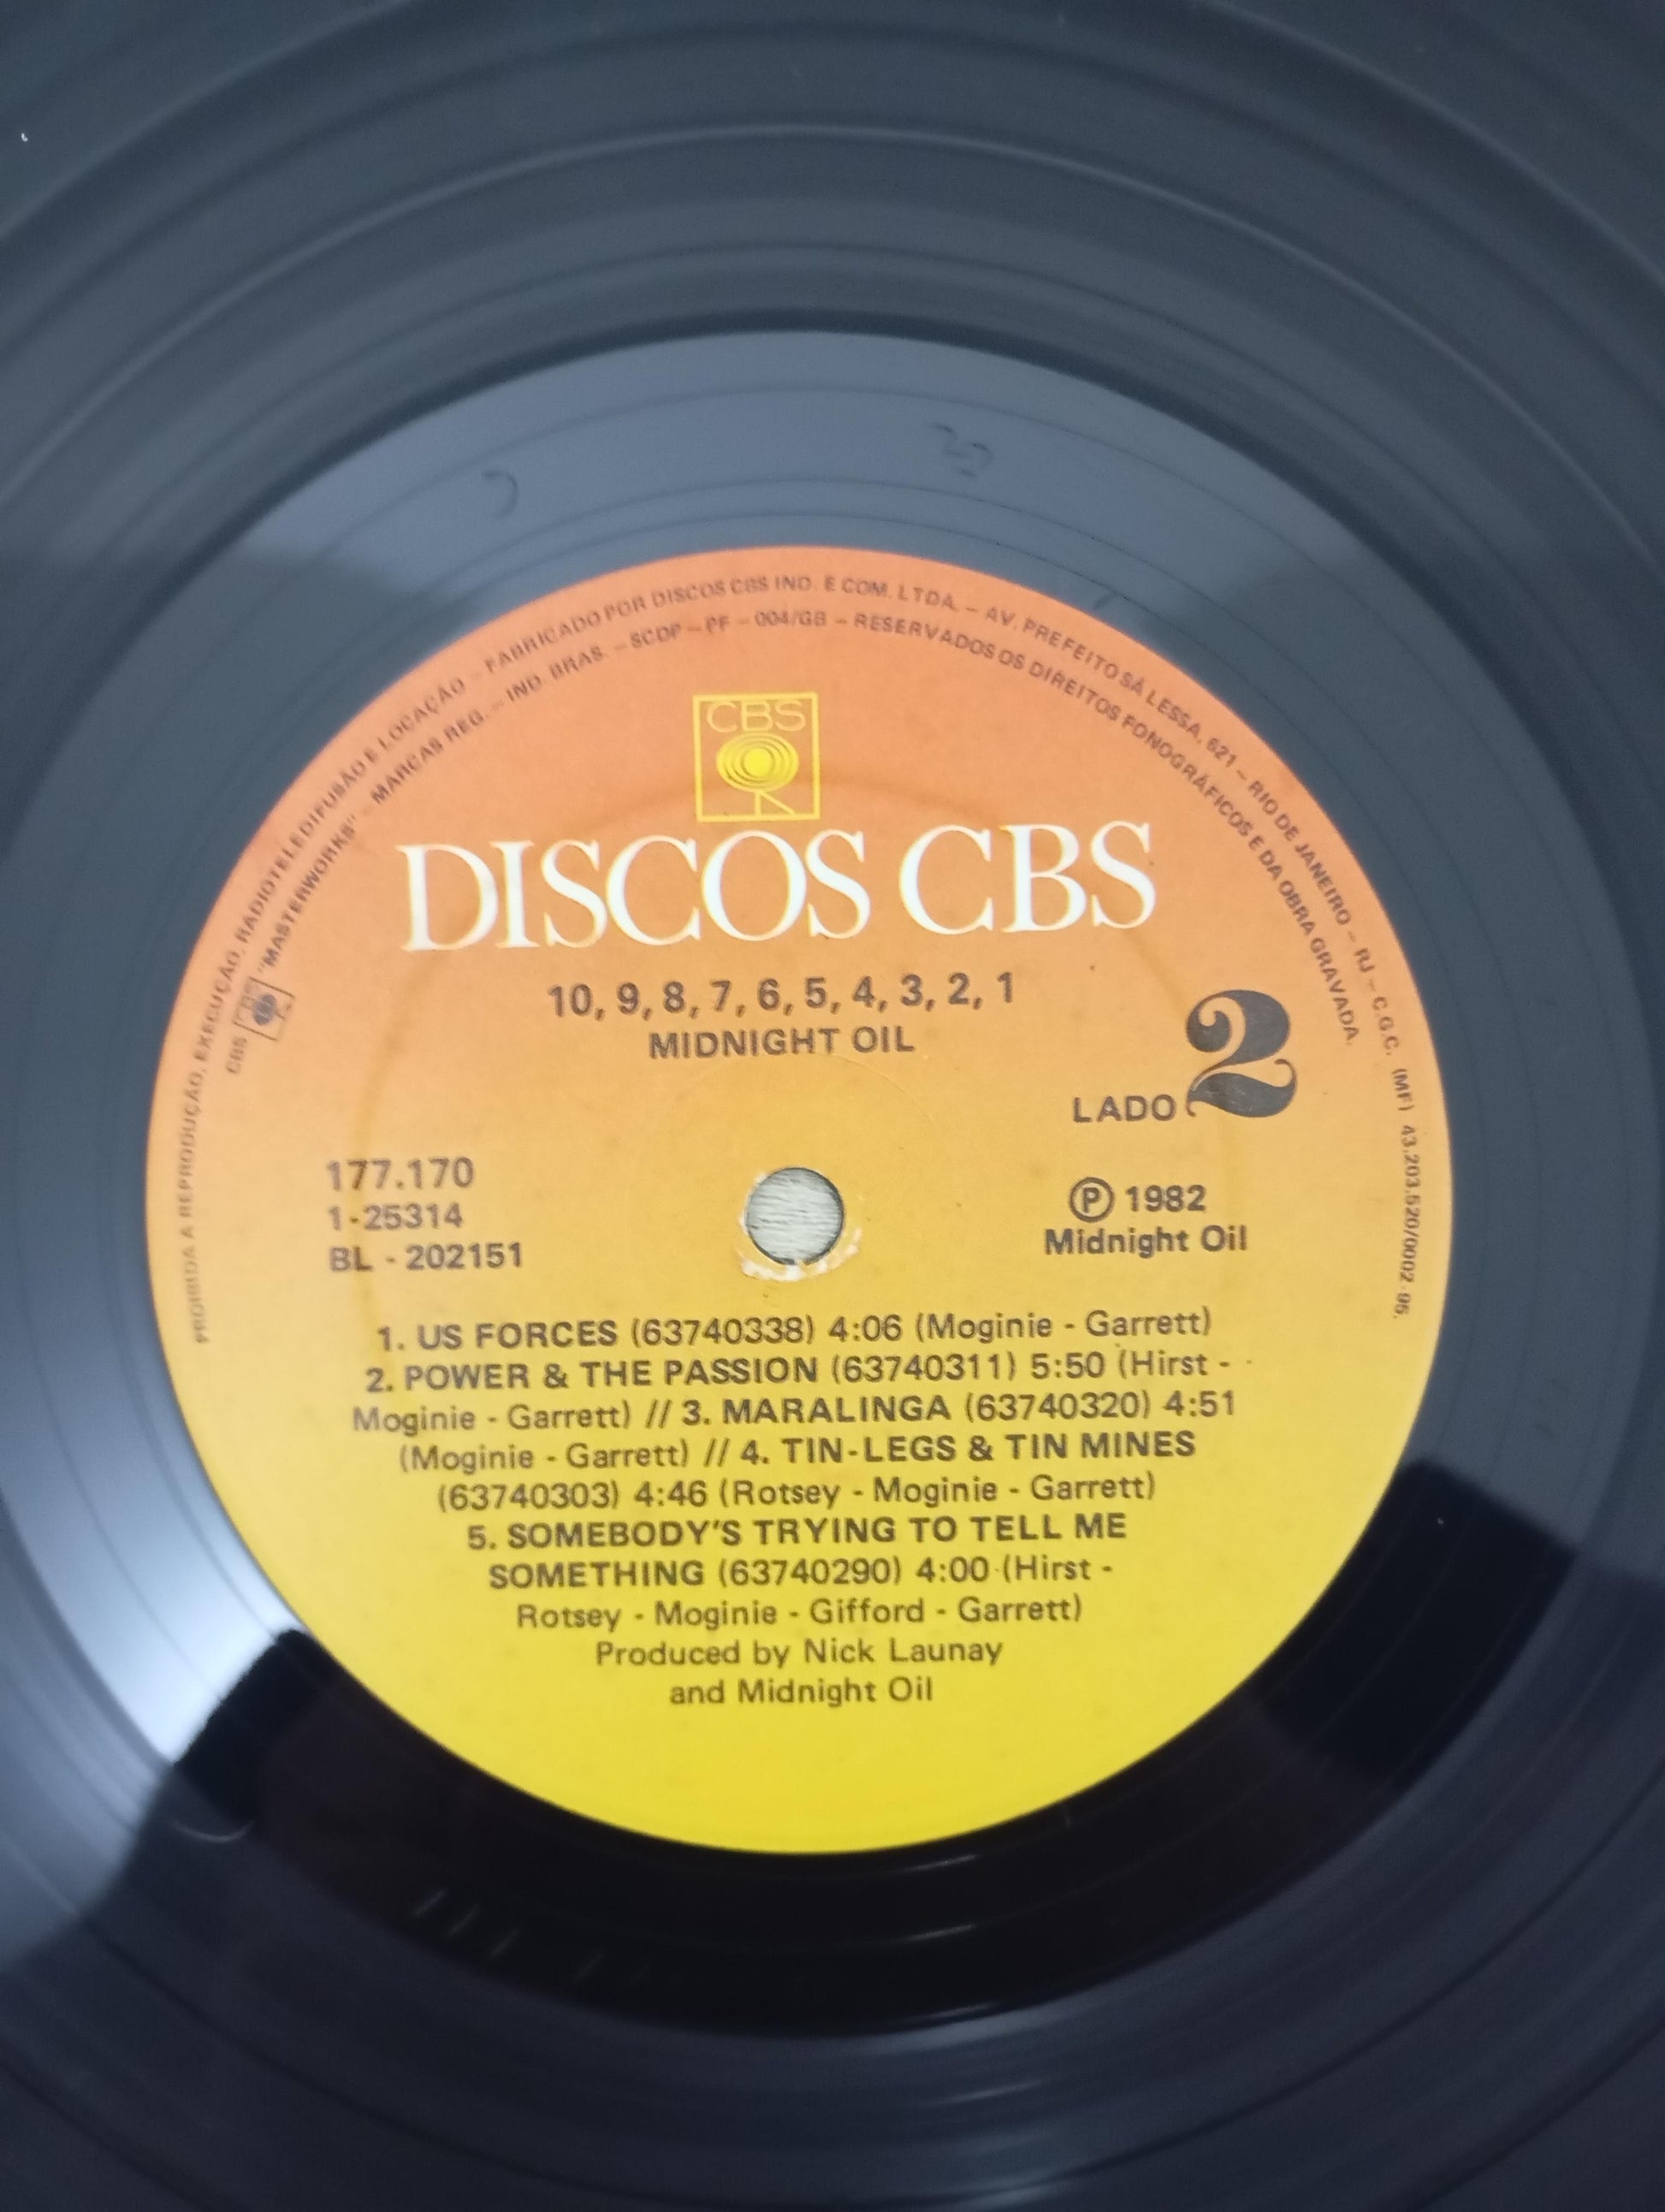 PROIBIDA A REPRODUÇÃO, EXECUÇÃO, RADIOTELEDIFUSÃO E LOCAÇÃO - FABRICADO POR DISCOS CBS IND. E COM. LTDA. - AV. PREFEITO SÁ LESSA, 621 - RIO DE JANEIRO - RJ - C.G.C. (MF) 43.203.520/0002-96.
CBS "MASTERWORKS" - MARCAS REG. - IND. BRAS. - SCDP - PF - 004/GB - RESERVADOS OS DIREITOS FONOGRÁFICOS E DA OBRA GRAVADA.
CBS
DISCOS CBS
10, 9, 8, 7, 6, 5, 4, 3, 2, 1
MIDNIGHT OIL
LADO 2
177.170
1-25314
BL - 202151
Ⓟ 1982
Midnight Oil
1. US FORCES (63740338) 4:06 (Moginie - Garrett)
2. POWER & THE PASSION (63740311) 5:50 (Hirst -
Moginie - Garrett) // 3. MARALINGA (63740320) 4:51
(Moginie - Garrett) // 4. TIN-LEGS & TIN MINES
(63740303) 4:46 (Rotsey - Moginie - Garrett)
5. SOMEBODY'S TRYING TO TELL ME
SOMETHING (63740290) 4:00 (Hirst -
Rotsey - Moginie - Gifford - Garrett)
Produced by Nick Launay
and Midnight Oil